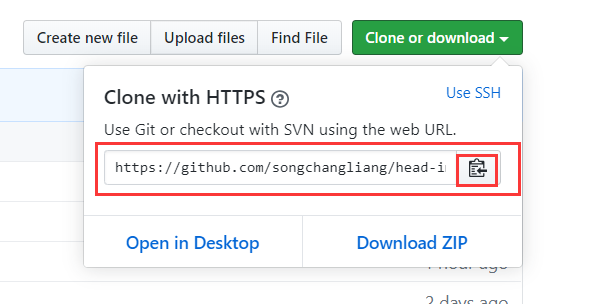 Create new file Upload files Find File Clone or download
Clone with HTTPS
Use SSH
Use Git or checkout with SVN using the web URL.
https://github.com/songchangliang/head-i
Open in Desktop Download ZIP
hour ago
2 days ago